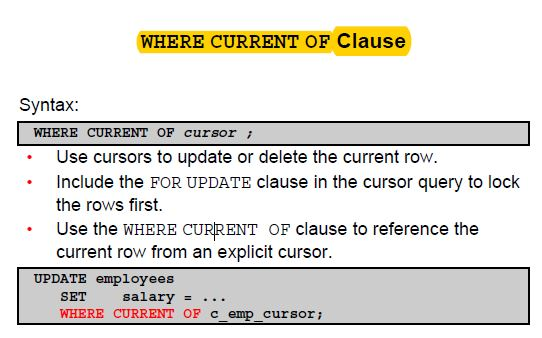 WHERE CURRENT OF Clause
Syntax:
WHERE CURRENT OF cursor ;
• Use cursors to update or delete the current row.
• Include the FOR UPDATE clause in the cursor query to lock
the rows first.
• Use the WHERE CURRENT OF clause to reference the
current row from an explicit cursor.
UPDATE employees
SET salary = ...
WHERE CURRENT OF c_emp_cursor;